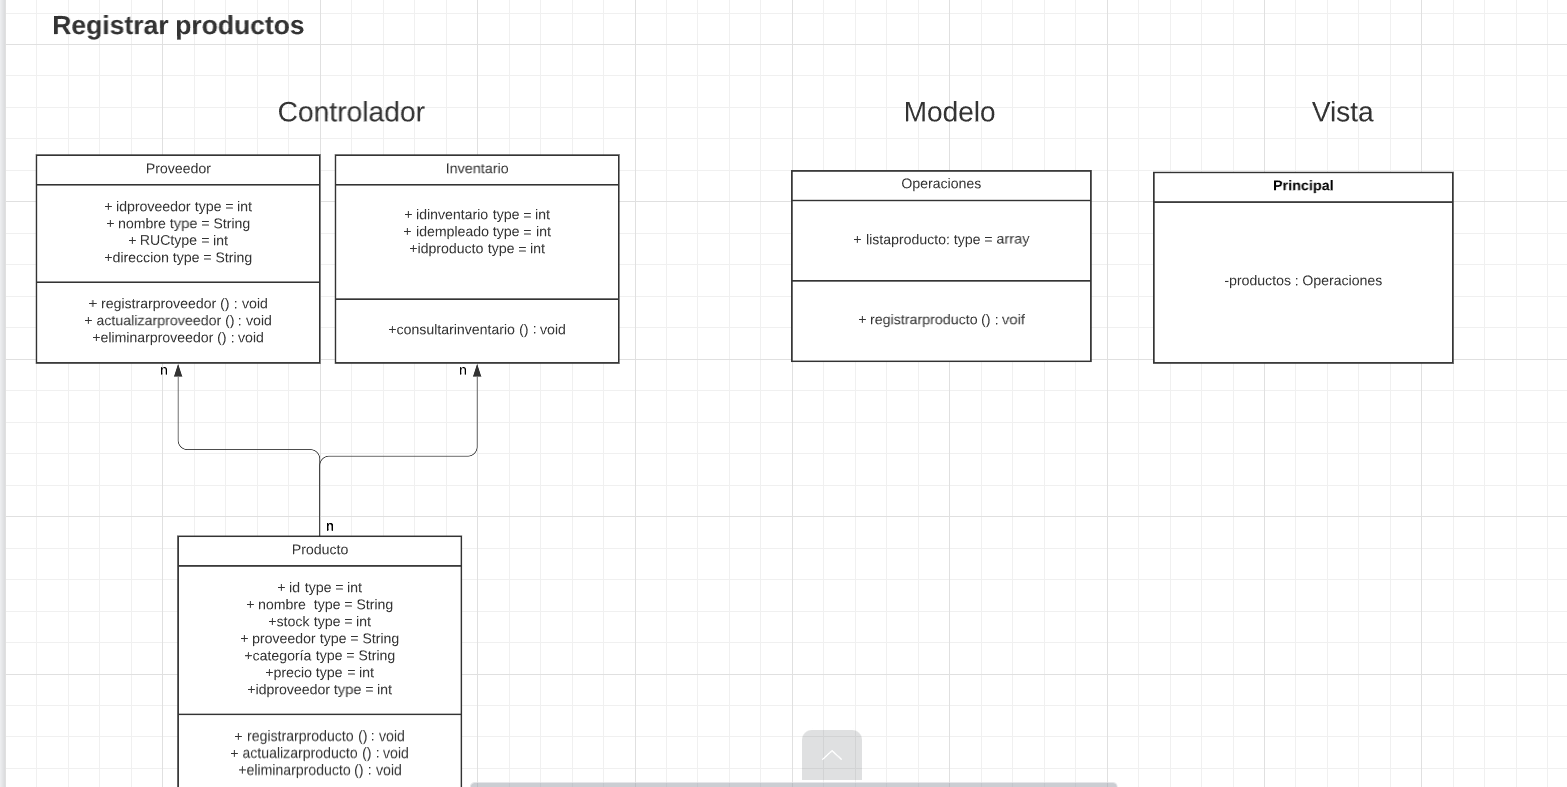 Registrar productos
Controlador
Modelo
Vista
Proveedor
+ idproveedor type = int
+ nombre type = String
+ RUCtype = int
+direccion type = String
+ registrarproveedor () : void
+ actualizarproveedor () : void
+eliminarproveedor () : void
Inventario
+ idinventario type = int
+ idempleado type = int
+idproducto type = int
+consultarinventario () : void
Operaciones
+ listaproducto: type = array
+ registrarproducto () : voif
Principal
-productos : Operaciones
n
n
n
Producto
+ id type = int
+ nombre  type = String
+stock type = int
+ proveedor type = String
+categoría type = String
+precio type = int
+idproveedor type = int
+ registrarproducto () : void
+ actualizarproducto () : void
+eliminarproducto () : void